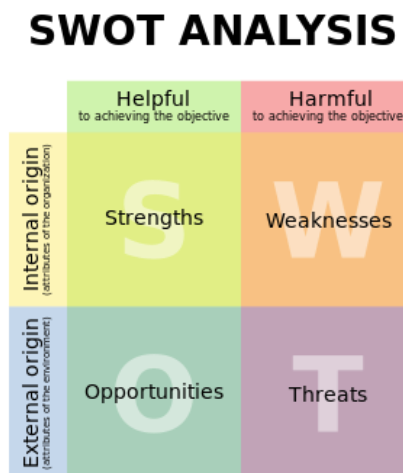 SWOT ANALYSIS
Helpful
to achieving the objective
Harmful
to achieving the objective
Internal origin
(attributes of the organization)
S
Strengths
W
Weaknesses
External origin
(attributes of the environment)
O
Opportunities
T
Threats